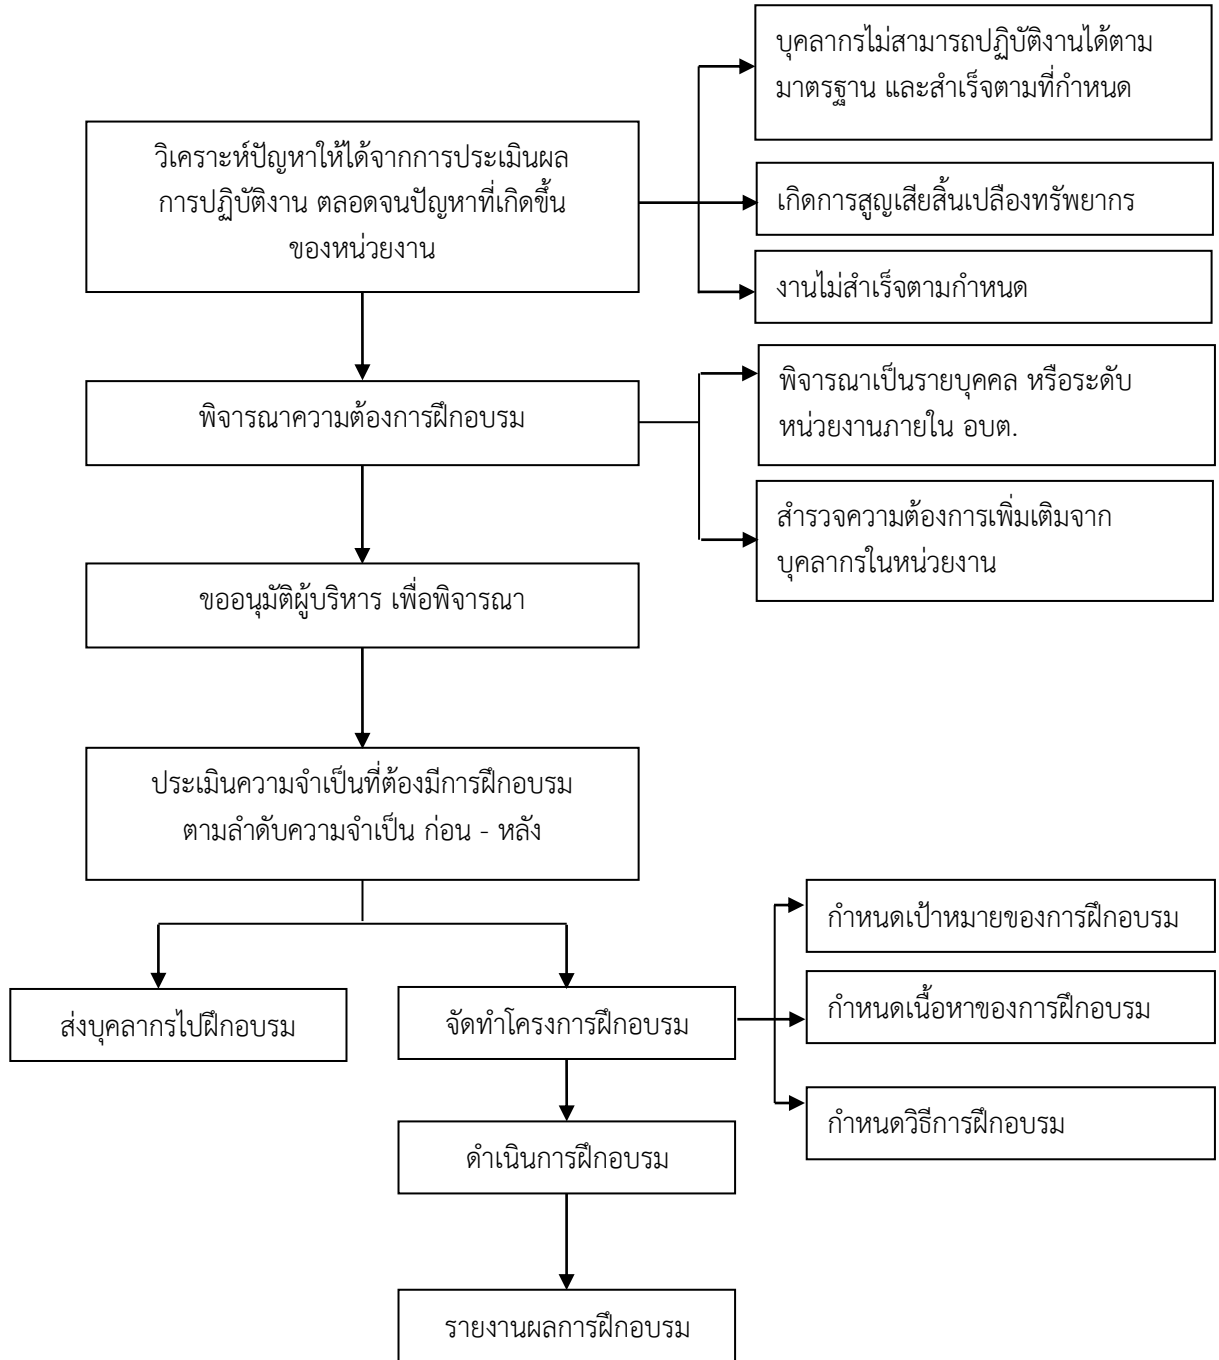 บุคลากรไม่สามารถปฏิบัติงานได้ตาม
มาตรฐาน และสำเร็จตามที่กำหนด
วิเคราะห์ปัญหาให้ได้จากการประเมินผล
การปฏิบัติงาน ตลอดจนปัญหาที่เกิดขึ้น
ของหน่วยงาน
เกิดการสูญเสียสิ้นเปลืองทรัพยากร
งานไม่สำเร็จตามกำหนด
พิจารณาความต้องการฝึกอบรม
พิจารณาเป็นรายบุคคล หรือระดับ
หน่วยงานภายใน อบต.
สำรวจความต้องการเพิ่มเติมจาก
บุคลากรในหน่วยงาน
ขออนุมัติผู้บริหาร เพื่อพิจารณา
ประเมินความจำเป็นที่ต้องมีการฝึกอบรม
ตามลำดับความจำเป็น ก่อน - หลัง
ส่งบุคลากรไปฝึกอบรม
จัดทำโครงการฝึกอบรม
กำหนดเป้าหมายของการฝึกอบรม
กำหนดเนื้อหาของการฝึกอบรม
กำหนดวิธีการฝึกอบรม
ดำเนินการฝึกอบรม
รายงานผลการฝึกอบรม